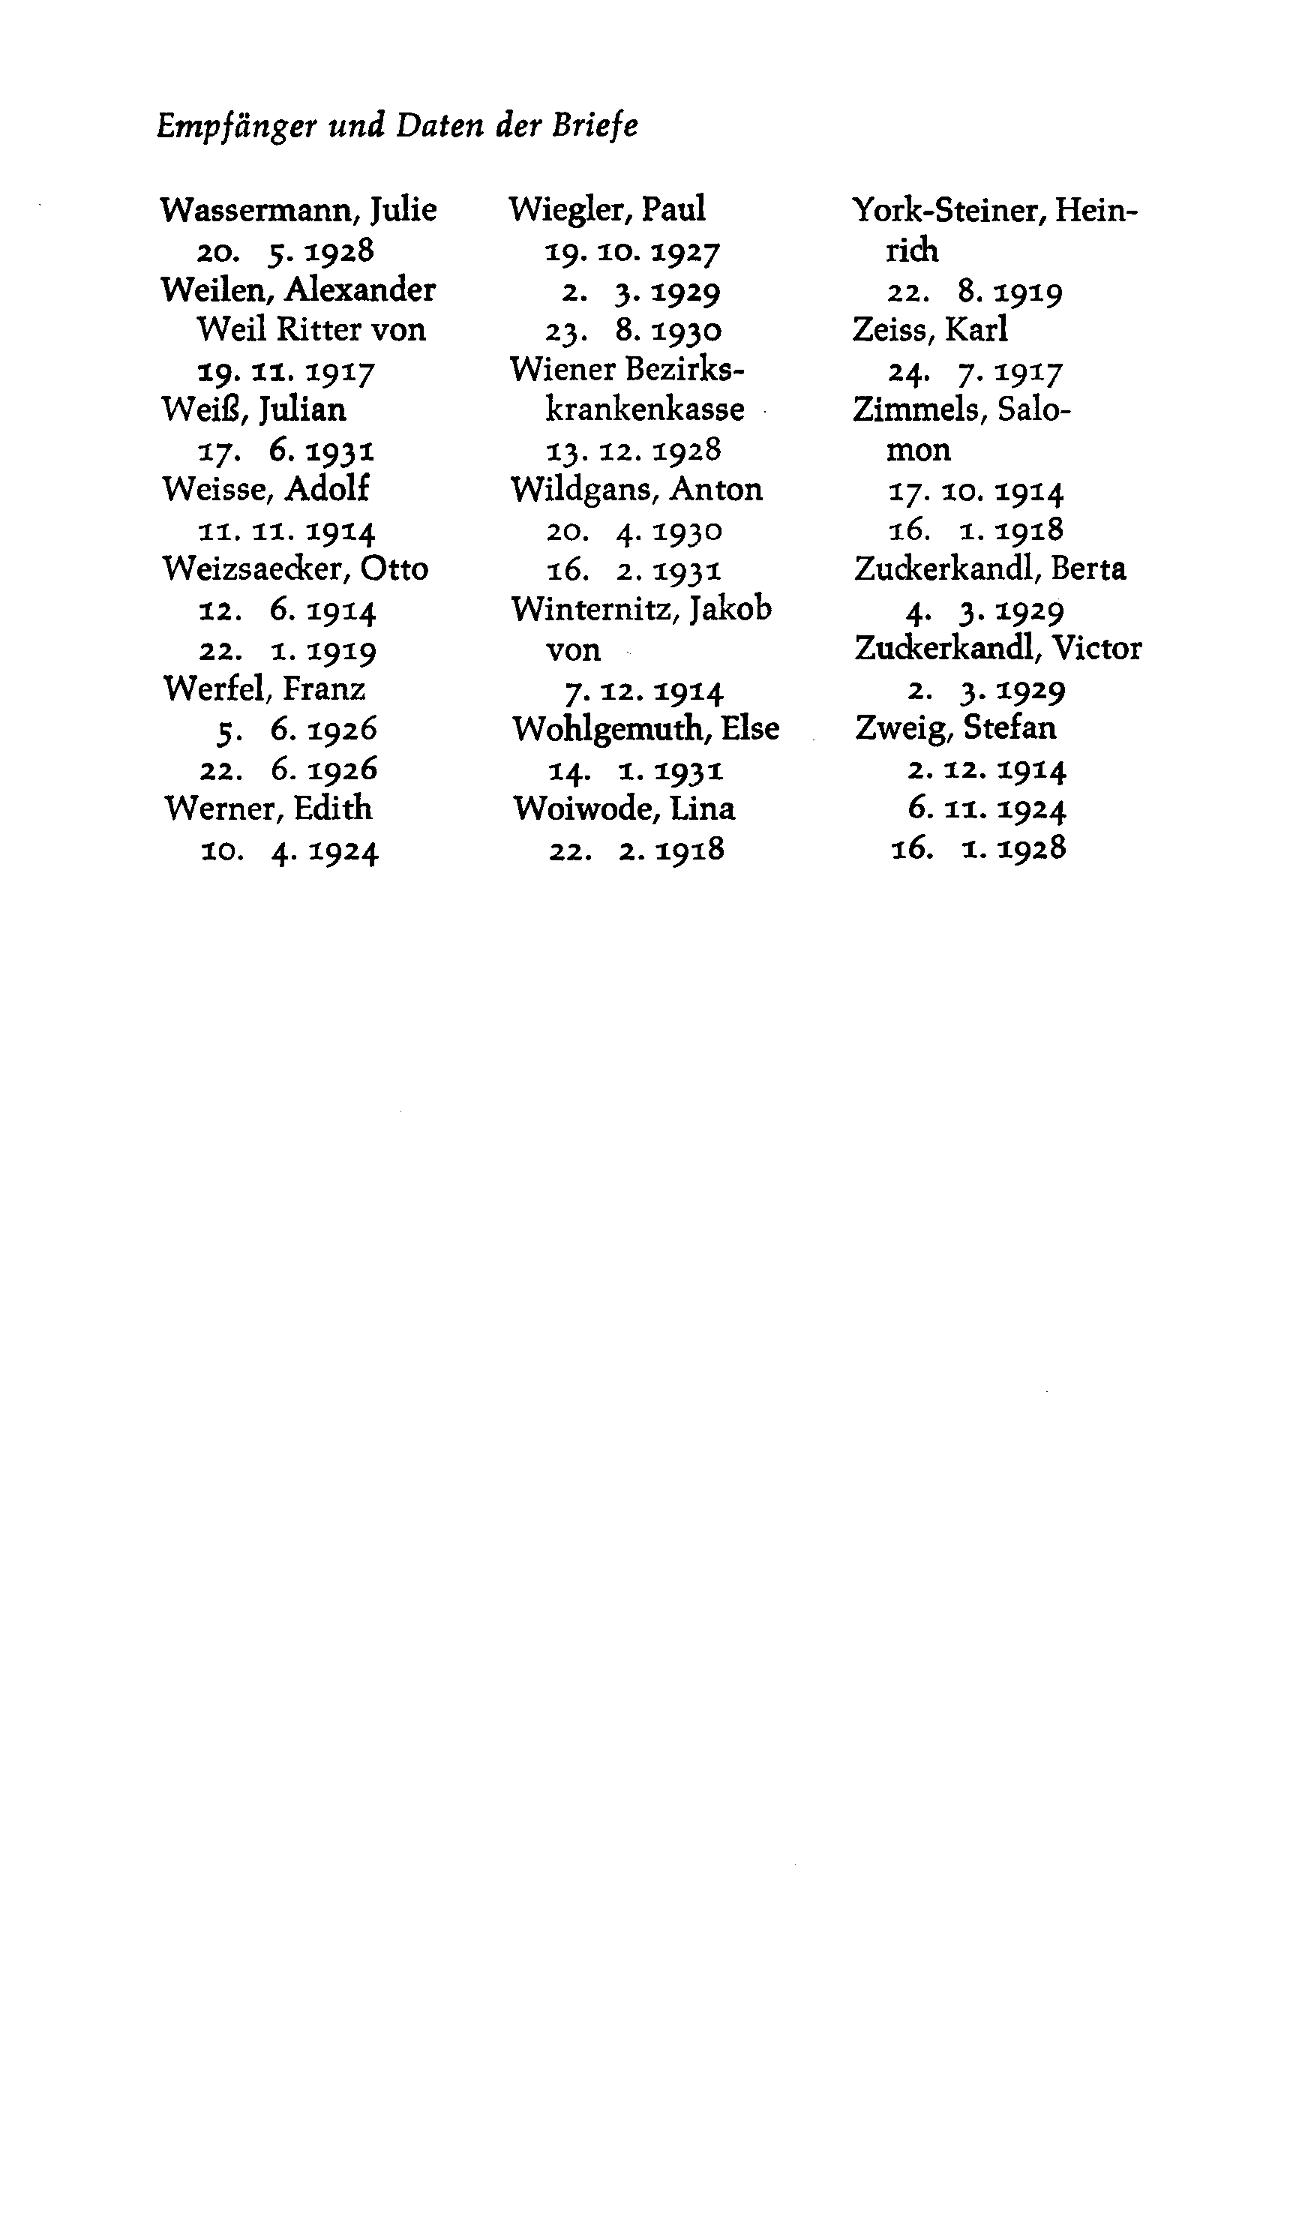 Empfänger und Daten der Briefe
Wassermann, Julie
20. 5. 1928
Weilen, Alexander
Weil Ritter von
19. 11. 1917
Weiß, Julian
17. 6. 1931
Weisse, Adolf
11. 11. 1914
Weizsaecker, Otto
12. 6. 1914
22. 1. 1919
Werfel, Franz
5. 6. 1926
22. 6. 1926
Werner, Edith
10. 4. 1924
Wiegler, Paul
19. 10. 1927
2. 3. 1929
23. 8. 1930
Wiener Bezirks-
krankenkasse
13. 12. 1928
Wildgans, Anton
20. 4. 1930
16. 2. 1931
Winternitz, Jakob
von
7. 12. 1914
Wohlgemuth, Else
14. 1. 1931
Woiwode, Lina
22. 2. 1918
York-Steiner, Hein-
rich
22. 8. 1919
Zeiss, Karl
24. 7. 1917
Zimmels, Salo-
mon
17. 10. 1914
16. 1. 1918
Zuckerkandl, Berta
4. 3. 1929
Zuckerkandl, Victor
2. 3. 1929
Zweig, Stefan
2. 12. 1914
6. 11. 1924
16. 1. 1928